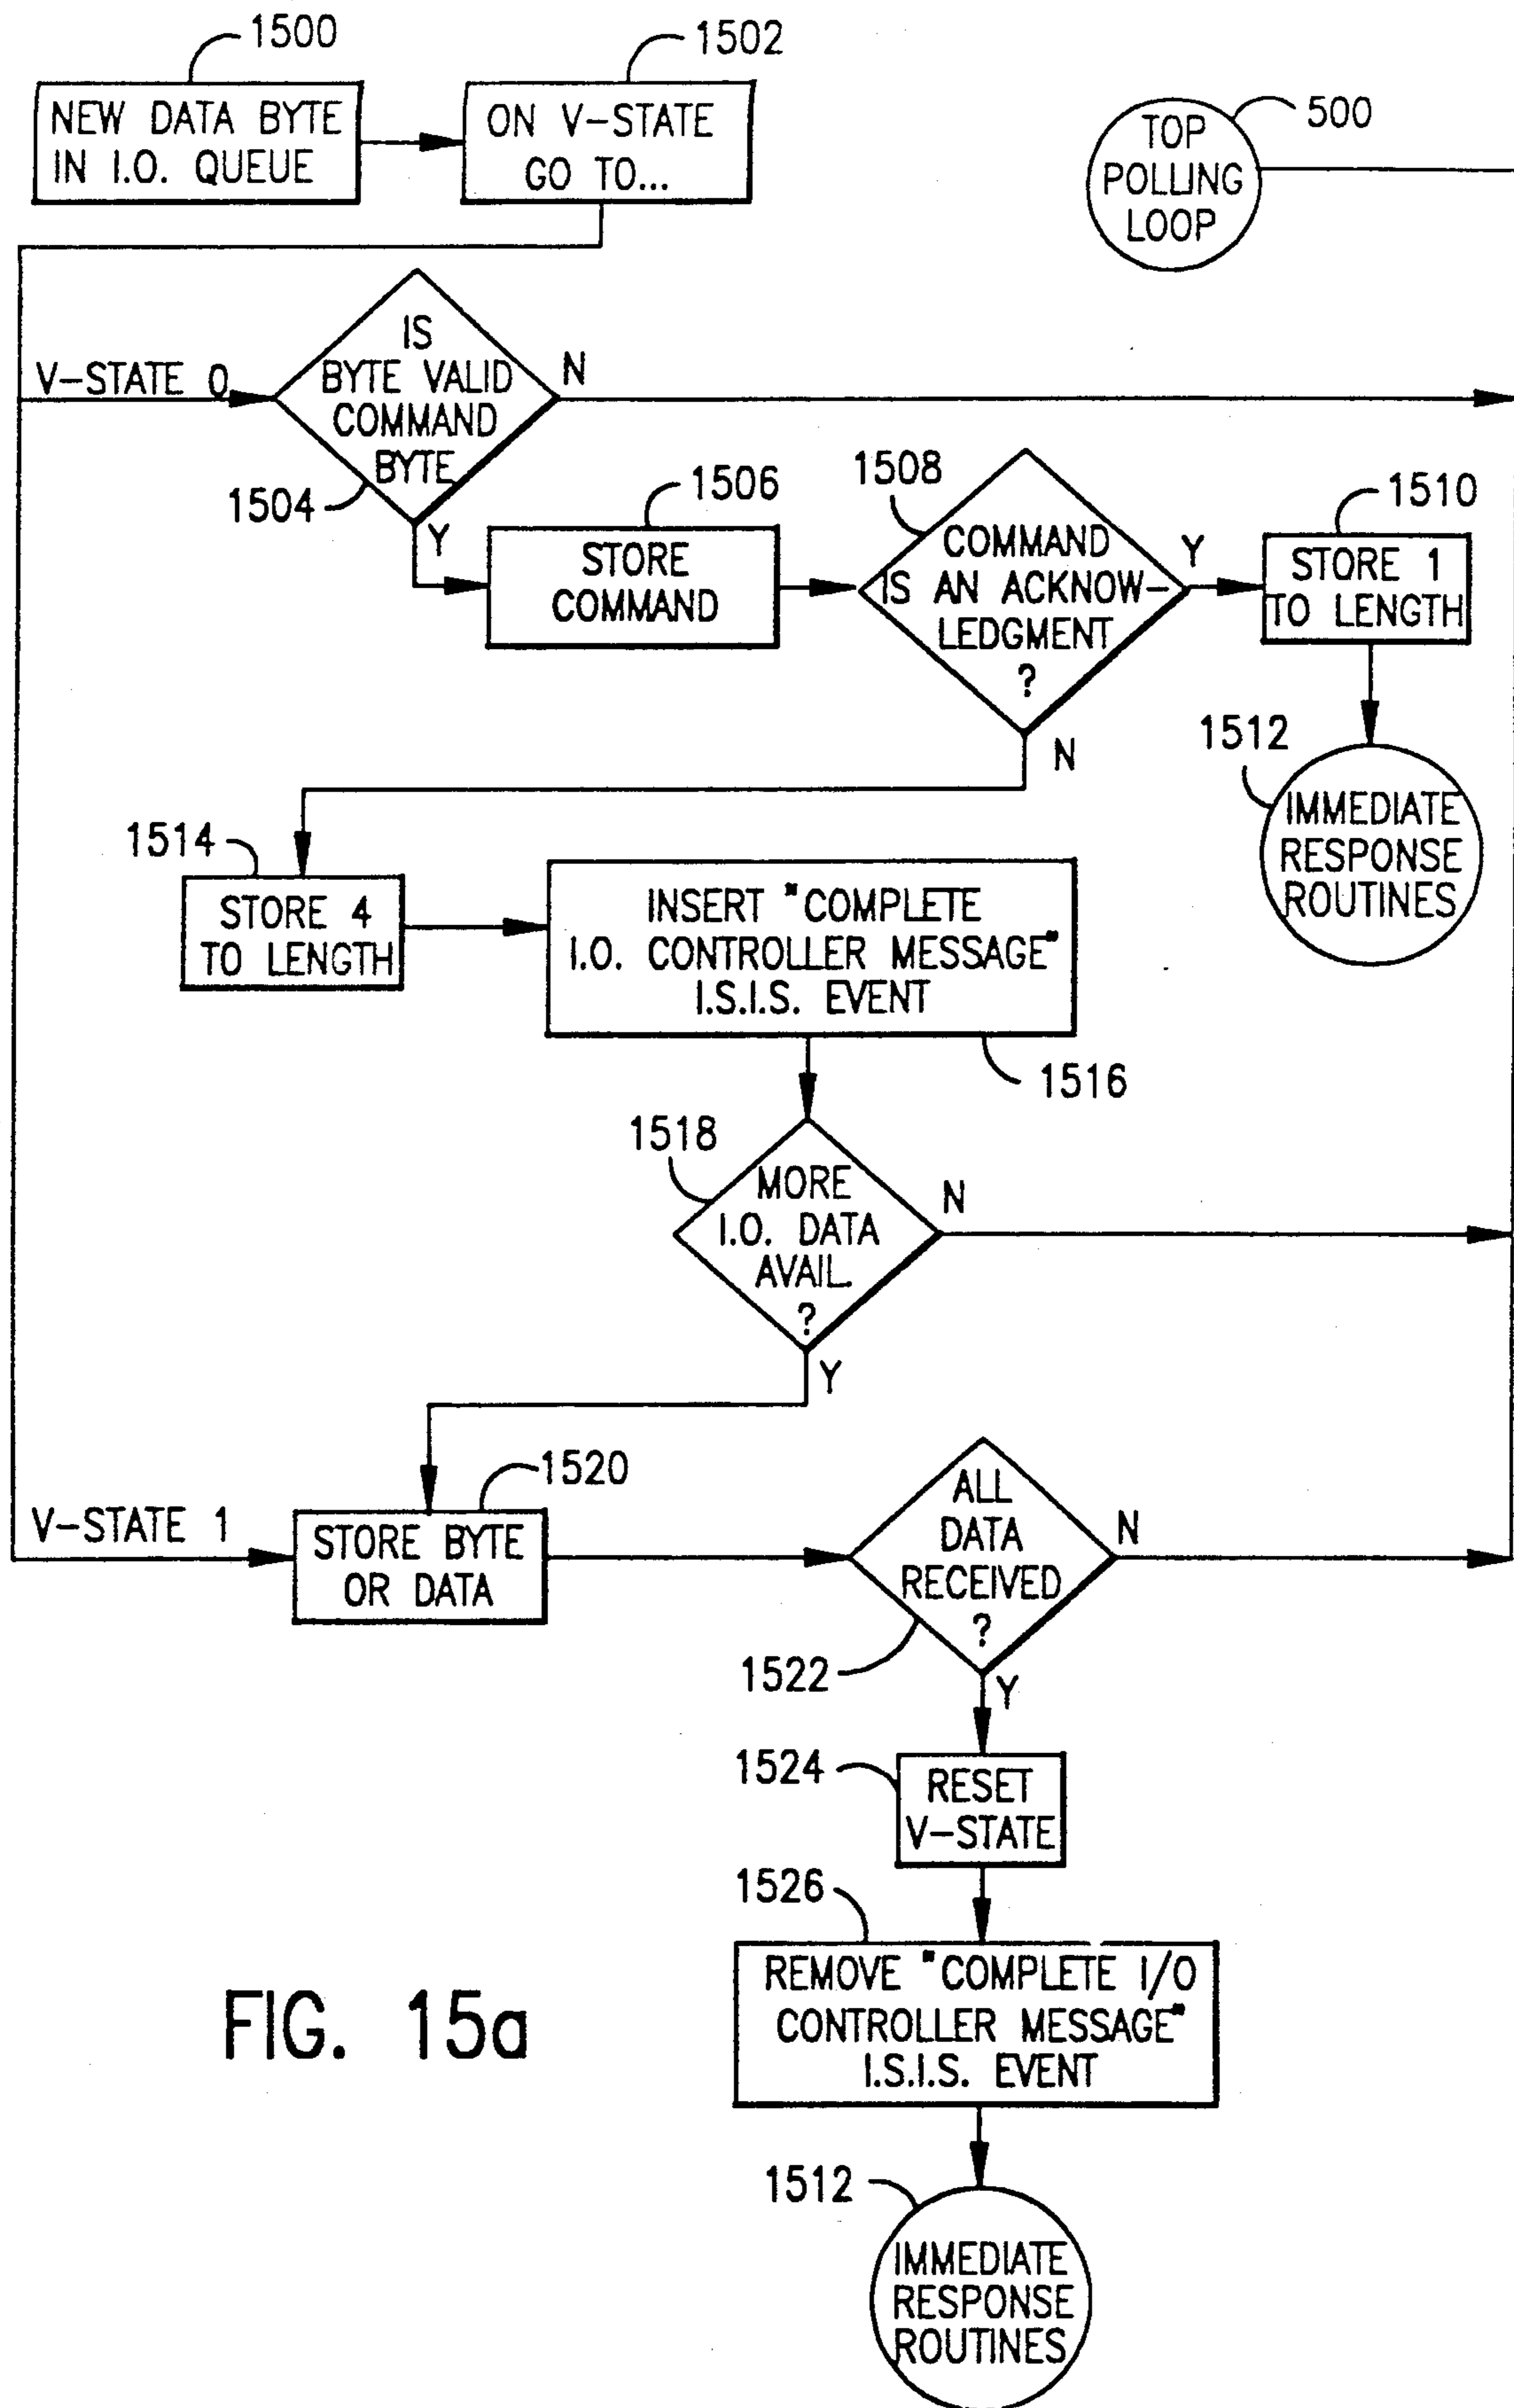 1500
NEW DATA BYTE
IN I.O. QUEUE
1502
ON V-STATE
GO TO...
500
TOP
POLLING
LOOP
V-STATE 0
IS
BYTE VALID
COMMAND
BYTE
N
1504
Y
1506
STORE
COMMAND
1508
COMMAND
IS AN ACKNOW-
LEDGMENT
?
Y
N
1510
STORE 1
TO LENGTH
1512
IMMEDIATE
RESPONSE
ROUTINES
1514
STORE 4
TO LENGTH
INSERT "COMPLETE
I.O. CONTROLLER MESSAGE"
I.S.I.S. EVENT
1516
1518
MORE
I.O. DATA
AVAIL.
?
N
Y
V-STATE 1
1520
STORE BYTE
OR DATA
ALL
DATA
RECEIVED
?
N
1522
Y
1524
RESET
V-STATE
1526
REMOVE "COMPLETE I/O
CONTROLLER MESSAGE"
I.S.I.S. EVENT
1512
IMMEDIATE
RESPONSE
ROUTINES
FIG. 15a